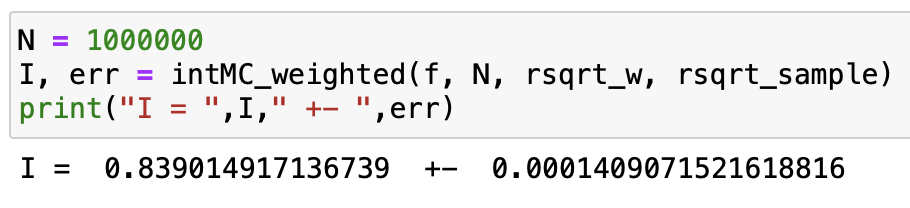 N = 1000000
I, err = intMC_weighted(f, N, rsqrt_w, rsqrt_sample)
print("I = ",I," +- ",err)
I =  0.839014917136739  +-  0.0001409071521618816